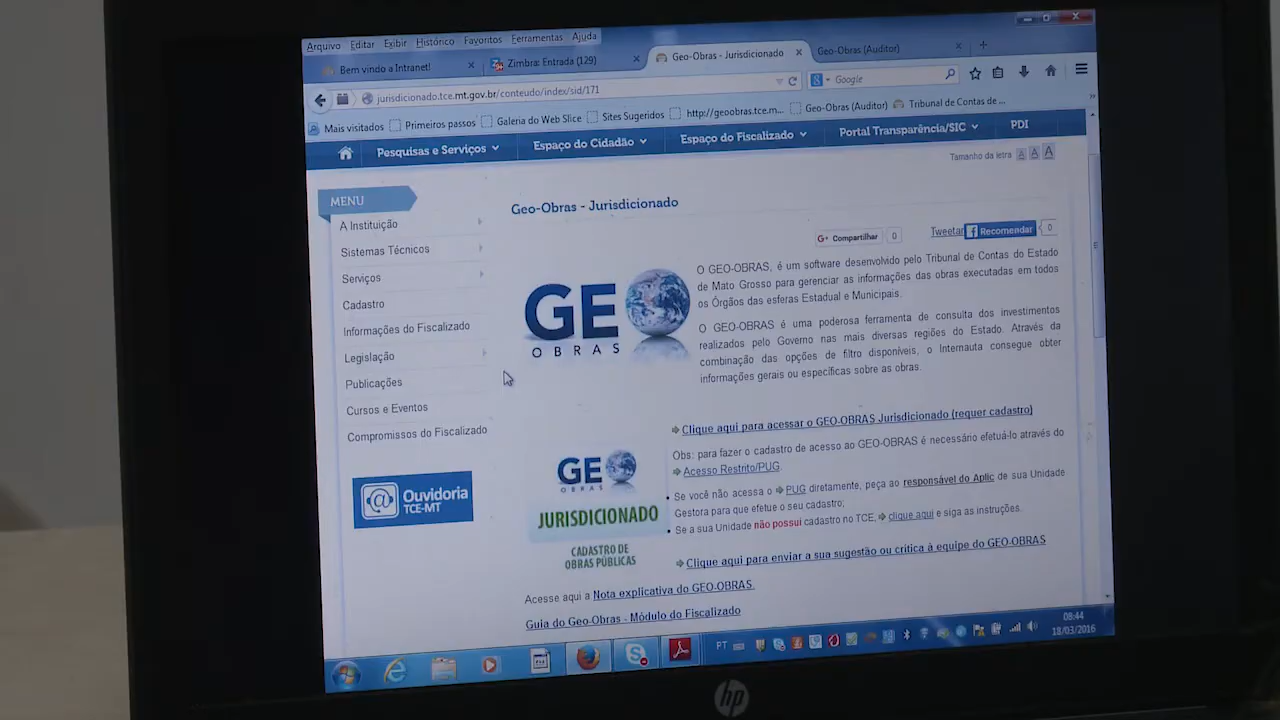 Arquivo Editar Exibir Histórico Favoritos Ferramentas Ajuda
Bem vindo a Intranet! × Zimbra: Entrada (129) × Geo-Obras - Jurisdicionado × Geo-Obras (Auditor) × +
jurisdicionado.tce.mt.gov.br/conteudo/index/sid/171
Google
Mais visitados Primeiros passos Galeria do Web Slice Sites Sugeridos http://geoobras.tce.m... Geo-Obras (Auditor) Tribunal de Contas de ...
Pesquisas e Serviços Espaço do Cidadão Espaço do Fiscalizado Portal Transparência/SIC PDI
Tamanho da letra A A A
MENU
A Instituição
Sistemas Técnicos
Serviços
Cadastro
Informações do Fiscalizado
Legislação
Publicações
Cursos e Eventos
Compromissos do Fiscalizado
Ouvidoria
TCE-MT
Geo-Obras - Jurisdicionado
G+ Compartilhar 0 Tweetar f Recomendar 0
GEO
OBRAS
O GEO-OBRAS, é um software desenvolvido pelo Tribunal de Contas do Estado
de Mato Grosso para gerenciar as informações das obras executadas em todos
os Órgãos das esferas Estadual e Municipais.
O GEO-OBRAS é uma poderosa ferramenta de consulta dos investimentos
realizados pelo Governo nas mais diversas regiões do Estado. Através da
combinação das opções de filtro disponíveis, o Internauta consegue obter
informações gerais ou específicas sobre as obras.
GEO
OBRAS
JURISDICIONADO
CADASTRO DE
OBRAS PÚBLICAS
Clique aqui para acessar o GEO-OBRAS Jurisdicionado (requer cadastro)
Obs: para fazer o cadastro de acesso ao GEO-OBRAS é necessário efetuá-lo através do
Acesso Restrito/PUG.
• Se você não acessa o PUG diretamente, peça ao responsável do Aplic de sua Unidade
Gestora para que efetue o seu cadastro;
• Se a sua Unidade não possui cadastro no TCE, clique aqui e siga as instruções.
Clique aqui para enviar a sua sugestão ou critica à equipe do GEO-OBRAS
Acesse aqui a Nota explicativa do GEO-OBRAS.
Guia do Geo-Obras - Módulo do Fiscalizado
PT
08:44
18/03/2016
hp